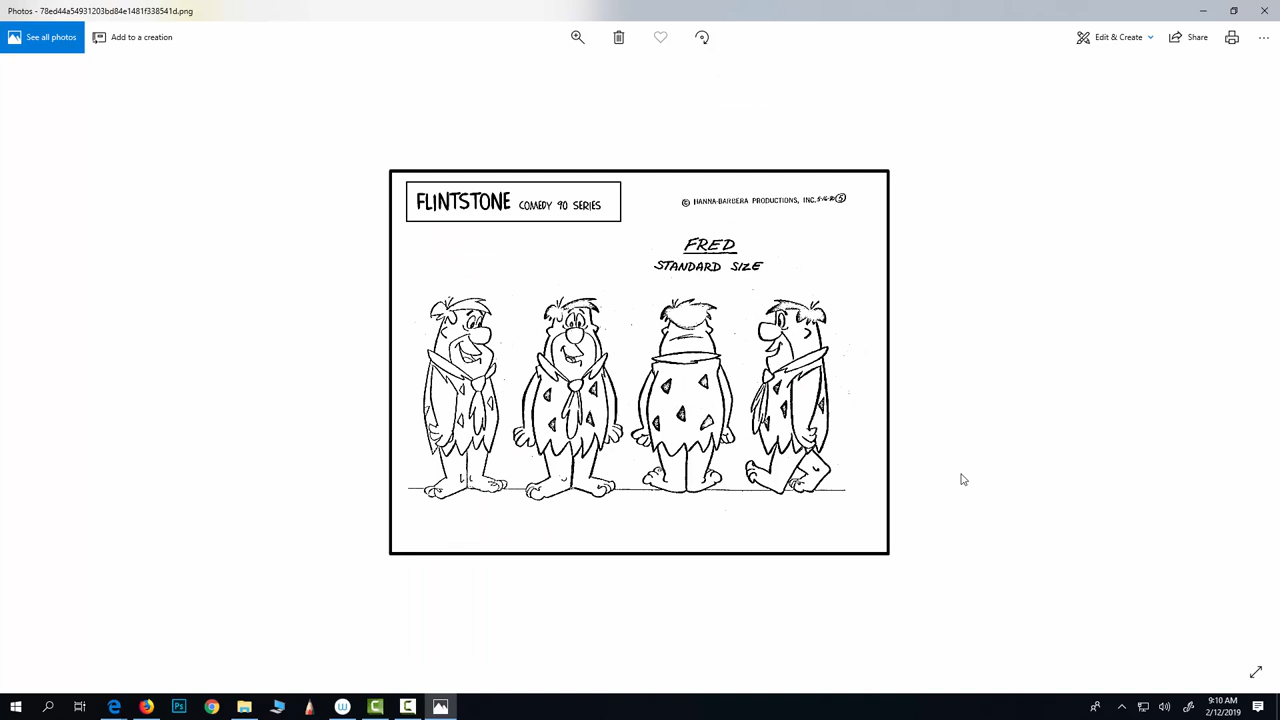 Photos - 78ed44a54931203bd84e1481f338541d.png
See all photos
Add to a creation
Edit & Create
Share
FLINTSTONE COMEDY 90 SERIES
© HANNA-BARBERA PRODUCTIONS, INC.
FRED
STANDARD SIZE
9:10 AM
2/12/2019